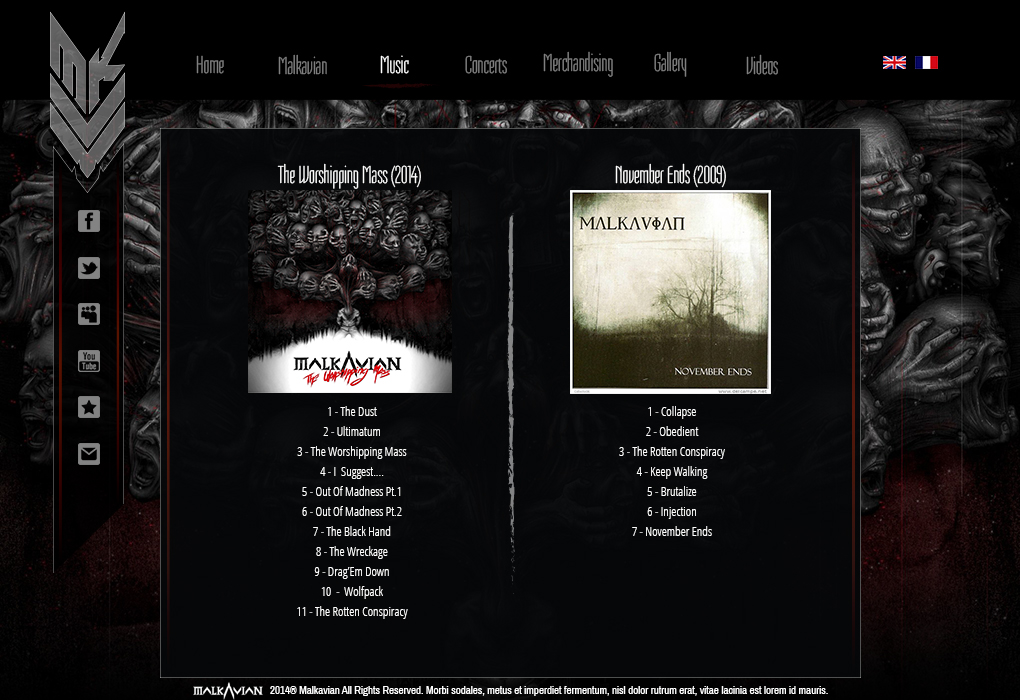 Home Malkavian Music Concerts Merchandising Gallery Videos
The Worshipping Mass (2014)
MALKAVIAN
The Worshipping Mass
1 - The Dust
2 - Ultimatum
3 - The Worshipping Mass
4 - I Suggest....
5 - Out Of Madness Pt.1
6 - Out Of Madness Pt.2
7 - The Black Hand
8 - The Wreckage
9 - Drag'Em Down
10 - Wolfpack
11 - The Rotten Conspiracy
November Ends (2009)
MALKAVIAN
NOVEMBER ENDS
1 - Collapse
2 - Obedient
3 - The Rotten Conspiracy
4 - Keep Walking
5 - Brutalize
6 - Injection
7 - November Ends
You
Tube
MALKAVIAN 2014® Malkavian All Rights Reserved. Morbi sodales, metus et imperdiet fermentum, nisl dolor rutrum erat, vitae lacinia est lorem id mauris.